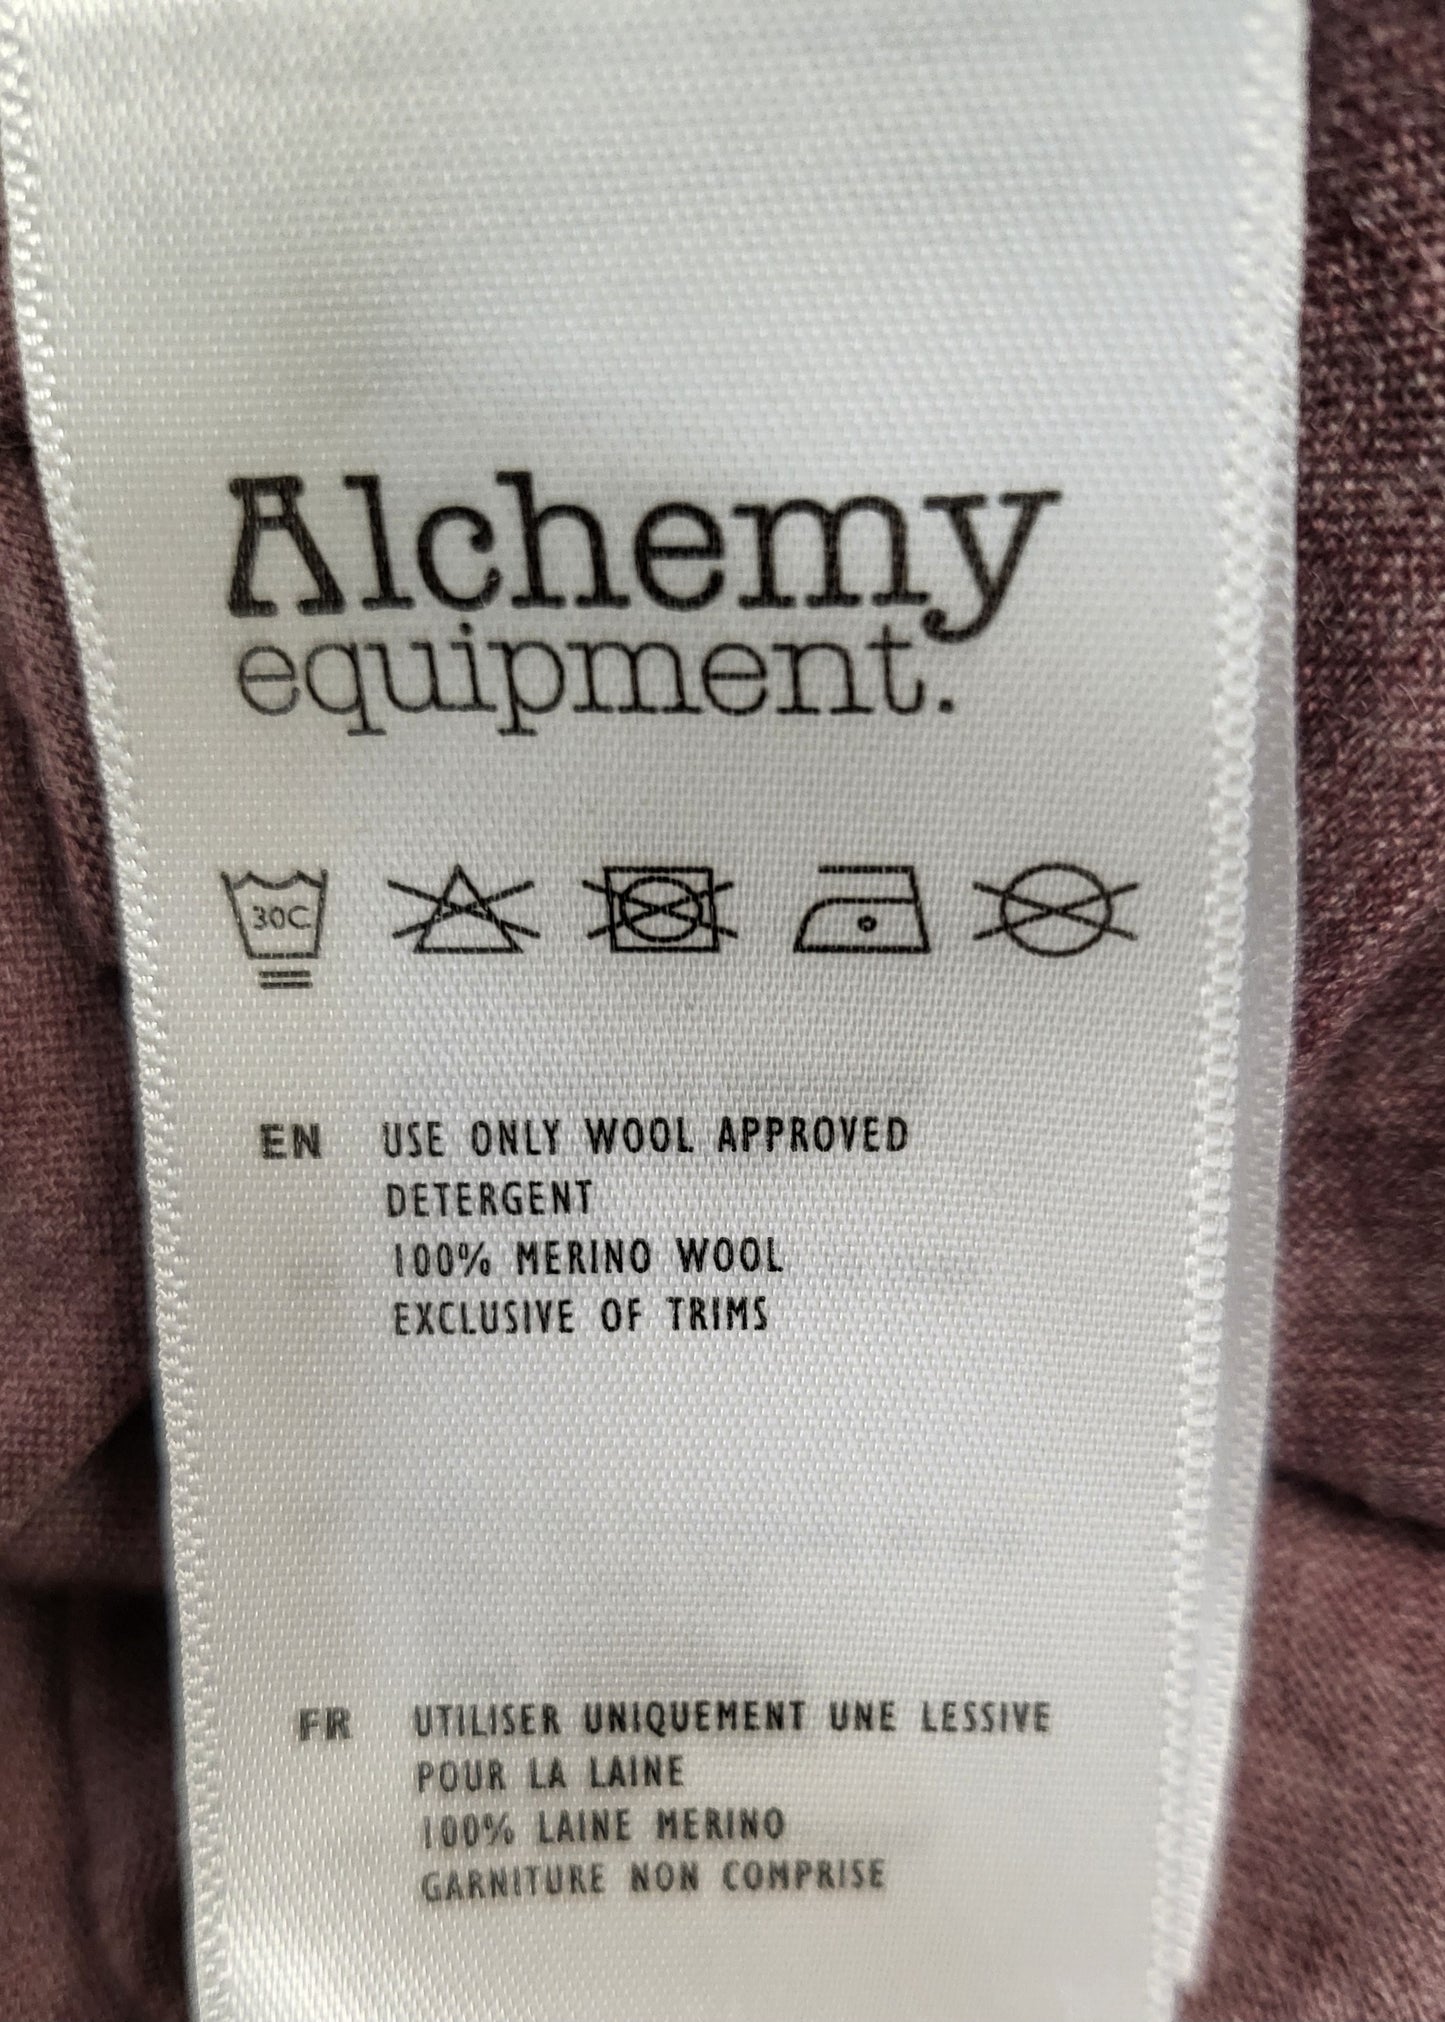 Alchemy
equipment.
30C
EN USE ONLY WOOL APPROVED
DETERGENT
100% MERINO WOOL
EXCLUSIVE OF TRIMS
FR UTILISER UNIQUEMENT UNE LESSIVE
POUR LA LAINE
100% LAINE MERINO
GARNITURE NON COMPRISE